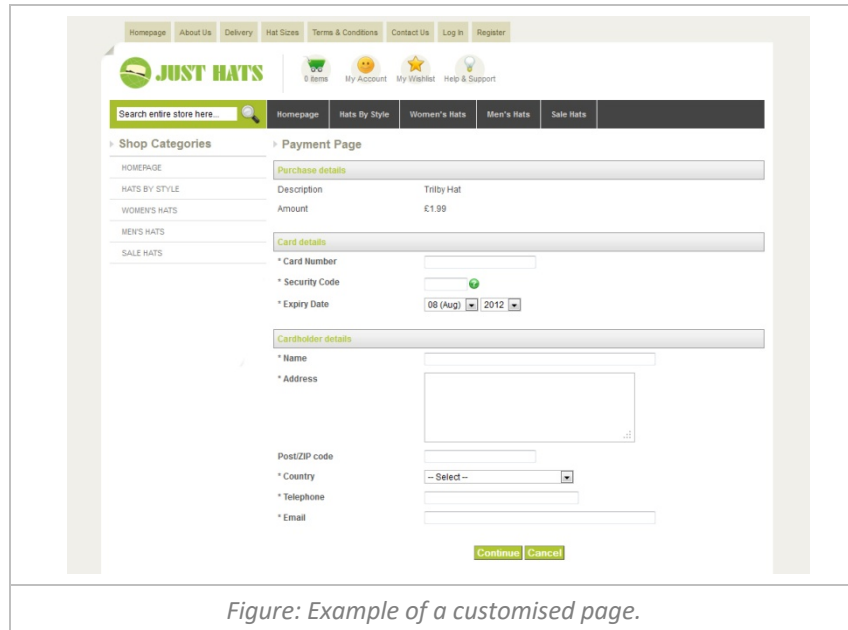 Homepage About Us Delivery Hat Sizes Terms & Conditions Contact Us Log In Register
JUST HATS
0 items My Account My Wishlist Help & Support
Search entire store here... Homepage Hats By Style Women's Hats Men's Hats Sale Hats
Shop Categories
HOMEPAGE
HATS BY STYLE
WOMEN'S HATS
MEN'S HATS
SALE HATS
Payment Page
Purchase details
Description Trilby Hat
Amount £1.99
Card details
* Card Number
* Security Code ?
* Expiry Date 08 (Aug) 2012
Cardholder details
* Name
* Address
Post/ZIP code
* Country -- Select --
* Telephone
* Email
Continue Cancel
Figure: Example of a customised page.